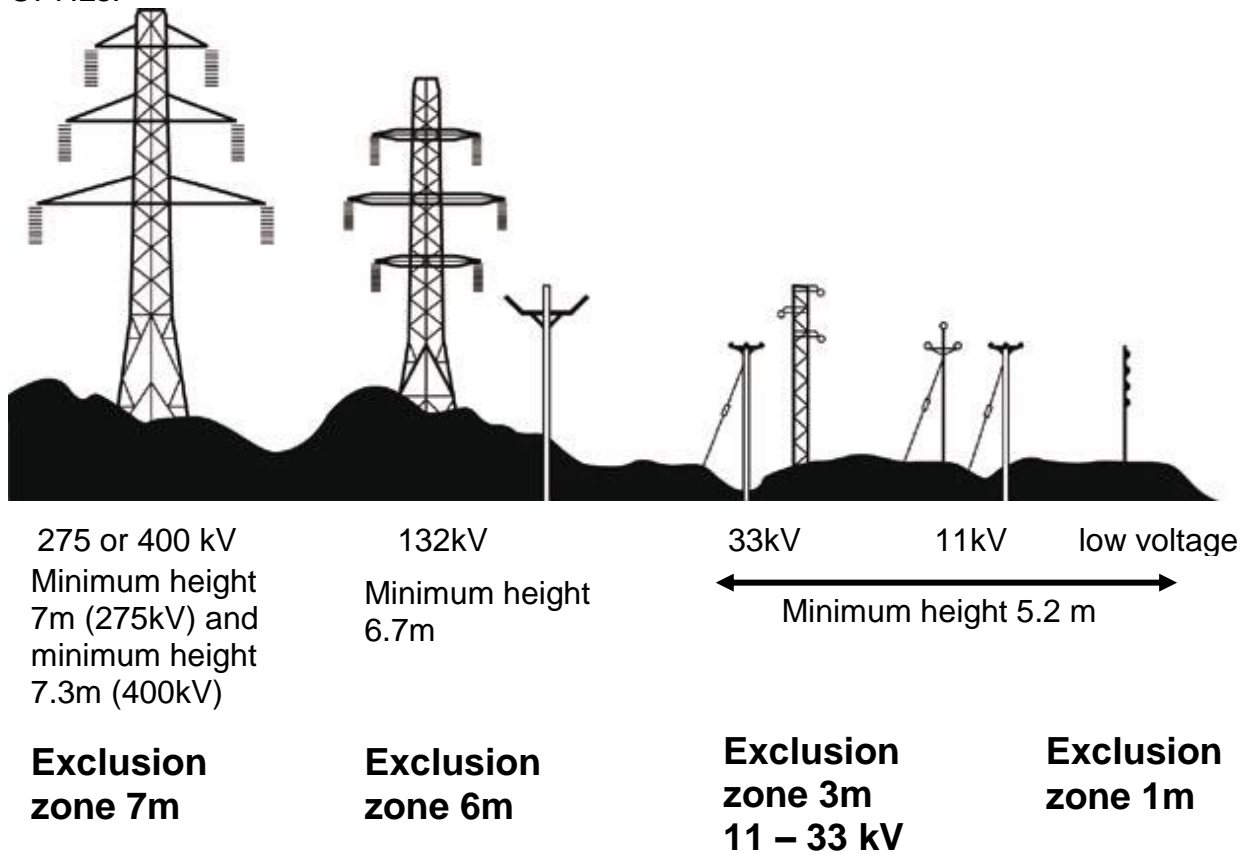 275 or 400 kV
Minimum height
7m (275kV) and
minimum height
7.3m (400kV)
Exclusion
zone 7m
132kV
Minimum height
6.7m
Exclusion
zone 6m
33kV 11kV low voltage
Minimum height 5.2 m
Exclusion
zone 3m
11 – 33 kV
Exclusion
zone 1m